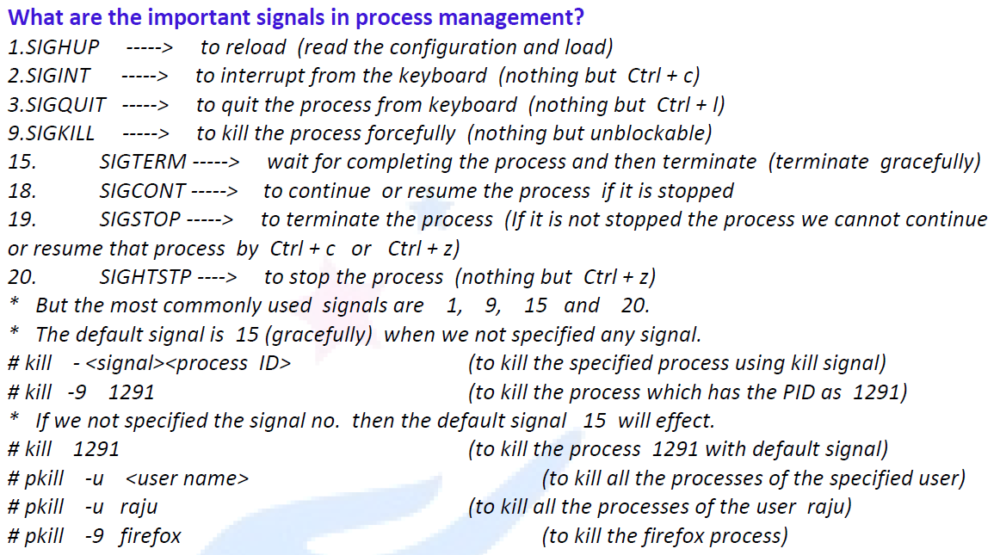 What are the important signals in process management?
1.SIGHUP -----> to reload (read the configuration and load)
2.SIGINT -----> to interrupt from the keyboard (nothing but Ctrl + c)
3.SIGQUIT -----> to quit the process from keyboard (nothing but Ctrl + l)
9.SIGKILL -----> to kill the process forcefully (nothing but unblockable)
15. SIGTERM -----> wait for completing the process and then terminate (terminate gracefully)
18. SIGCONT -----> to continue or resume the process if it is stopped
19. SIGSTOP -----> to terminate the process (If it is not stopped the process we cannot continue
or resume that process by Ctrl + c or Ctrl + z)
20. SIGHTSTP ----> to stop the process (nothing but Ctrl + z)
* But the most commonly used signals are 1, 9, 15 and 20.
* The default signal is 15 (gracefully) when we not specified any signal.
# kill - <signal><process ID> (to kill the specified process using kill signal)
# kill -9 1291 (to kill the process which has the PID as 1291)
* If we not specified the signal no. then the default signal 15 will effect.
# kill 1291 (to kill the process 1291 with default signal)
# pkill -u <user name> (to kill all the processes of the specified user)
# pkill -u raju (to kill all the processes of the user raju)
# pkill -9 firefox (to kill the firefox process)